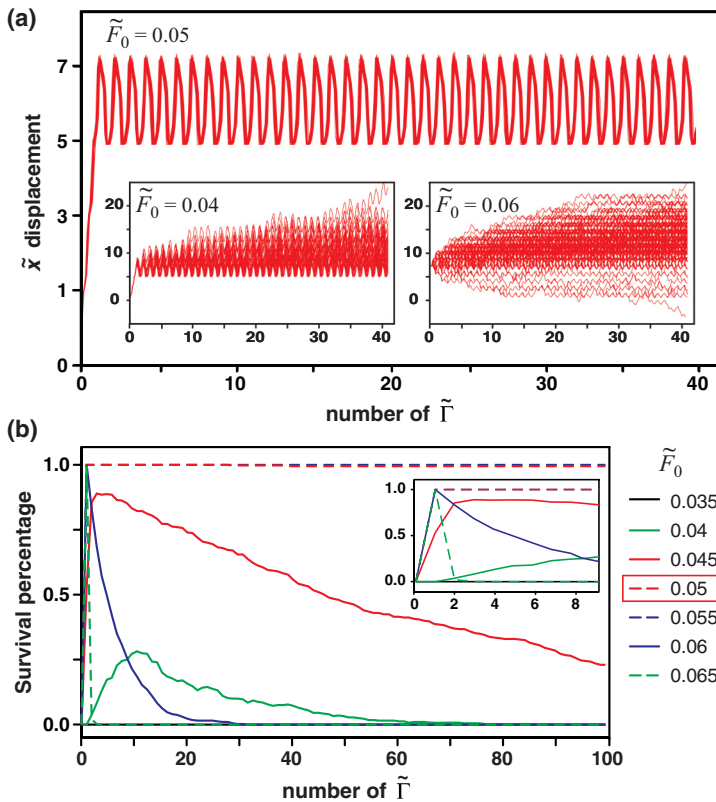 (a)
F̃₀ = 0.05
x̃ displacement
7
5
3
1
0
F̃₀ = 0.04
20
10
0
0 10 20 30 40
F̃₀ = 0.06
20
10
0
0 10 20 30 40
0 10 20 30 40
number of Γ̃
(b)
Survival percentage
1.0
0.5
0.0
1.0
0.5
0.0
0 2 4 6 8
0 20 40 60 80 100
number of Γ̃
F̃₀
0.035
0.04
0.045
0.05
0.055
0.06
0.065